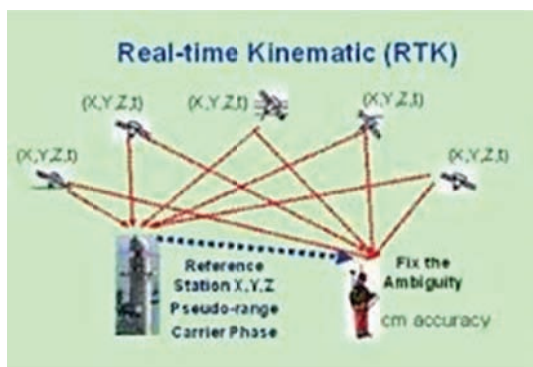 Real-time Kinematic (RTK)
(X,Y,Z,t)
(X,Y,Z,t)
(X,Y,Z,t)
(X,Y,Z,t)
(X,Y,Z,t)
Reference
Station X,Y,Z
Pseudo-range
Carrier Phase
Fix the
Ambiguity
cm accuracy